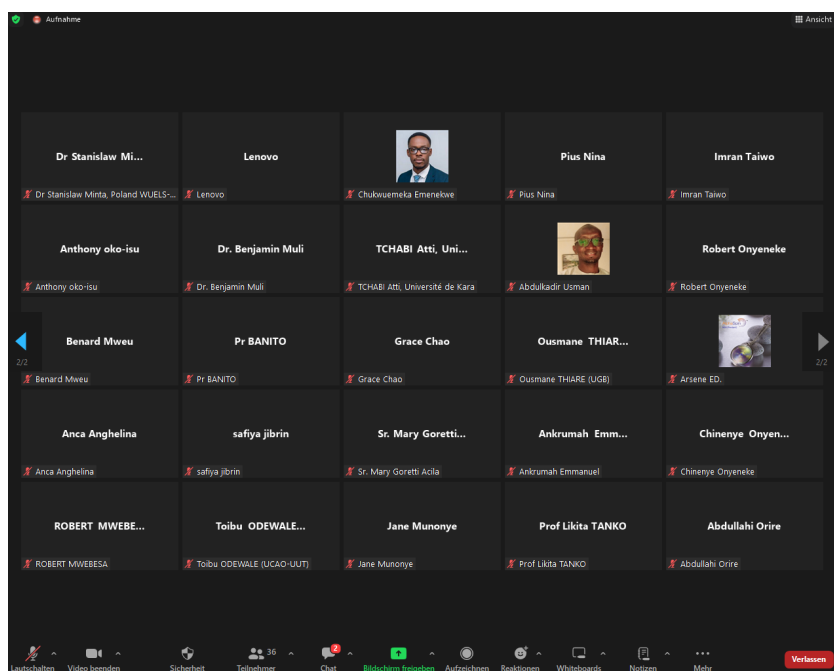 Aufnahme
Ansicht
Dr Stanislaw Mi...
Dr Stanislaw Minta, Poland WUELS-...
Lenovo
Lenovo
Chukwuemeka Emenekwe
Pius Nina
Pius Nina
Imran Taiwo
Imran Taiwo
Anthony oko-isu
Anthony oko-isu
Dr. Benjamin Muli
Dr. Benjamin Muli
TCHABI Atti, Uni...
TCHABI Atti, Université de Kara
Abdulkadir Usman
Robert Onyeneke
Robert Onyeneke
2/2
Benard Mweu
Benard Mweu
Pr BANITO
Pr BANITO
Grace Chao
Grace Chao
Ousmane THIAR...
Ousmane THIARE (UGB)
Arsene ED.
2/2
Anca Anghelina
Anca Anghelina
safiya jibrin
safiya jibrin
Sr. Mary Goretti...
Sr. Mary Goretti Acila
Ankrumah Emm...
Ankrumah Emmanuel
Chinenye Onyen...
Chinenye Onyeneke
ROBERT MWEBE...
ROBERT MWEBESA
Toibu ODEWALE...
Toibu ODEWALE (UCAO-UUT)
Jane Munonye
Jane Munonye
Prof Likita TANKO
Prof Likita TANKO
Abdullahi Orire
Abdullahi Orire
Lautschalten
Video beenden
Sicherheit
36
Teilnehmer
2
Chat
Bildschirm freigeben
Aufzeichnen
Reaktionen
Whiteboards
Notizen
Mehr
Verlassen